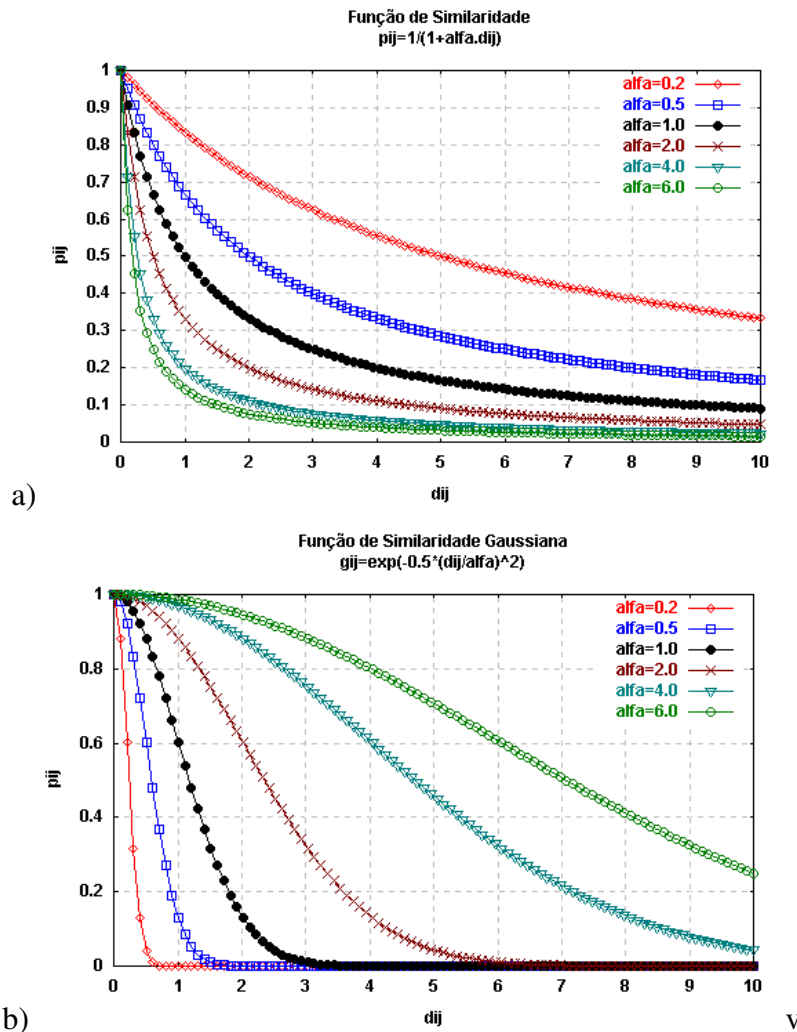 Função de Similaridade
pij=1/(1+alfa.dij)
1
0.9
0.8
0.7
0.6
0.5
0.4
0.3
0.2
0.1
0
pij
alfa=0.2
alfa=0.5
alfa=1.0
alfa=2.0
alfa=4.0
alfa=6.0
0 1 2 3 4 5 6 7 8 9 10
dij
a)
Função de Similaridade Gaussiana
gij=exp(-0.5*(dij/alfa)^2)
1
0.8
0.6
0.4
0.2
0
pij
alfa=0.2
alfa=0.5
alfa=1.0
alfa=2.0
alfa=4.0
alfa=6.0
0 1 2 3 4 5 6 7 8 9 10
dij
b)
v